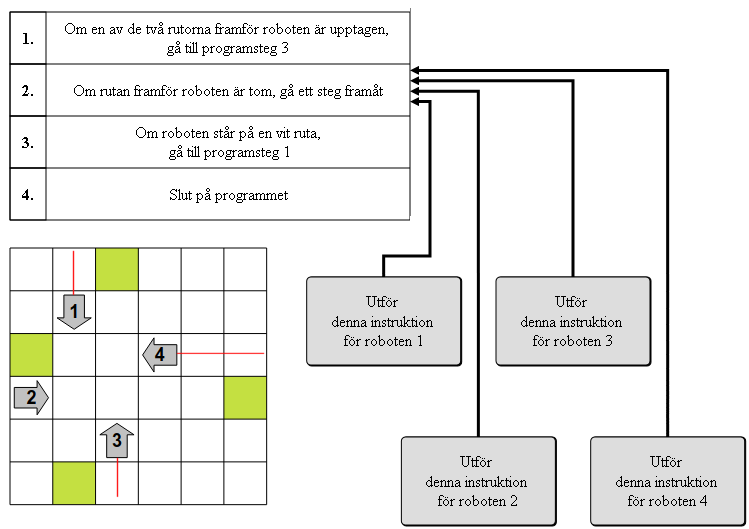 1.
Om en av de två rutorna framför roboten är upptagen,
gå till programsteg 3
2.
Om rutan framför roboten är tom, gå ett steg framåt
3.
Om roboten står på en vit ruta,
gå till programsteg 1
4.
Slut på programmet
1
4
2
3
Utför
denna instruktion
för roboten 1
Utför
denna instruktion
för roboten 3
Utför
denna instruktion
för roboten 2
Utför
denna instruktion
för roboten 4